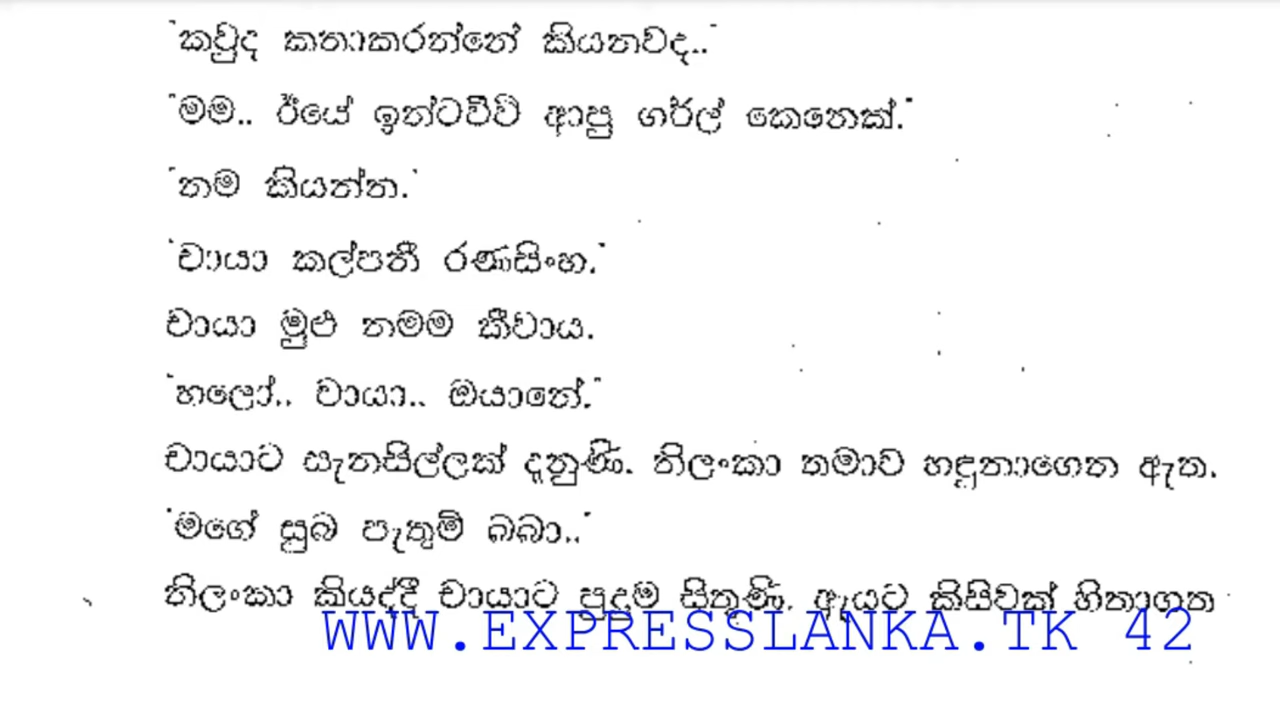 "කවුද කතාකරන්නේ කියනවද.."
"මම.. ඊයේ ඉන්ටවිව් ආපු ගර්ල් කෙනෙක්."
"නම කියන්න."
"චායා කල්පනී රණසිංහ."
චායා මුළු නමම කීවාය.
"හලෝ.. චායා.. ඔයානේ."
චායාට සැනසිල්ලක් දැනුණි. නිලංකා තමාව හඳුනාගෙන ඇත.
"මගේ සුබ පැතුම් බබා.."
නිලංකා කියද්දී චායාට පුදුම සිතුණි. ඇයට කිසිවක් හිතාගත
WWW.EXPRESSLANKA.TK 42